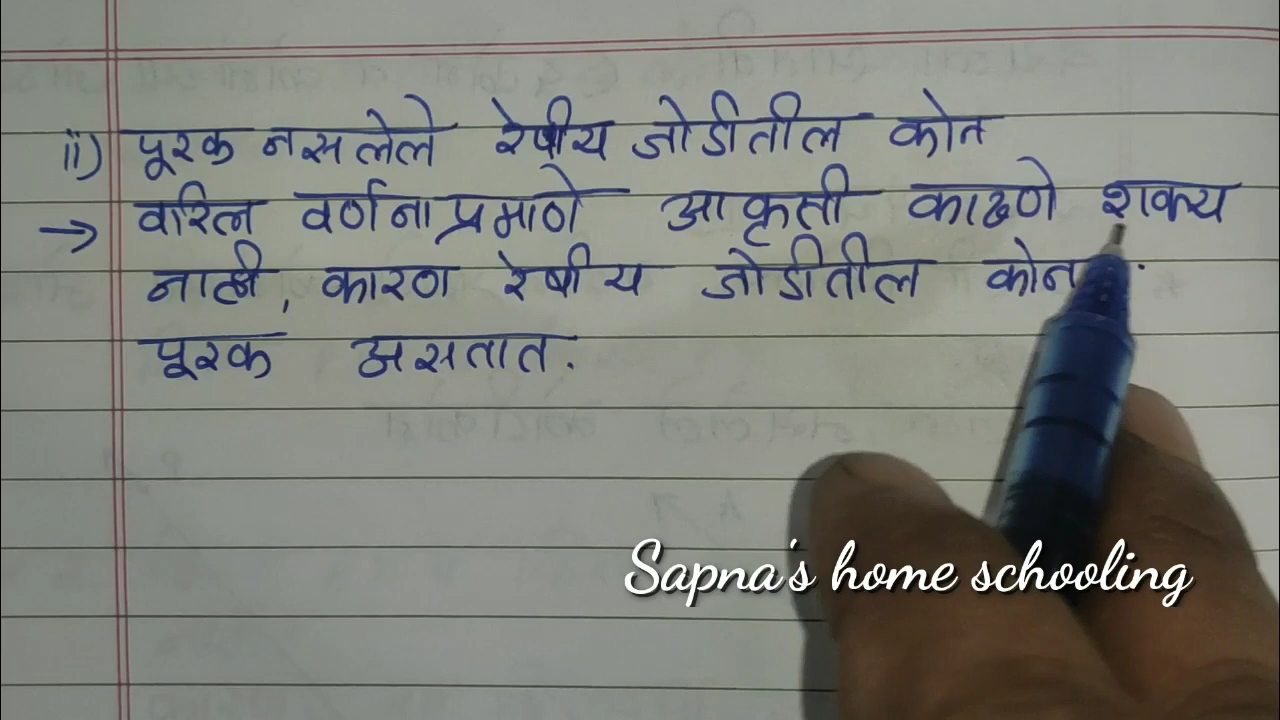 ii) पूरक नसलेले रेषीय जोडीतील कोन
→ वरिल वर्णनाप्रमाणे आकृती काढणे शक्य
नाही, कारण रेषीय जोडीतील कोन
पूरक असतात.
Sapna's home schooling